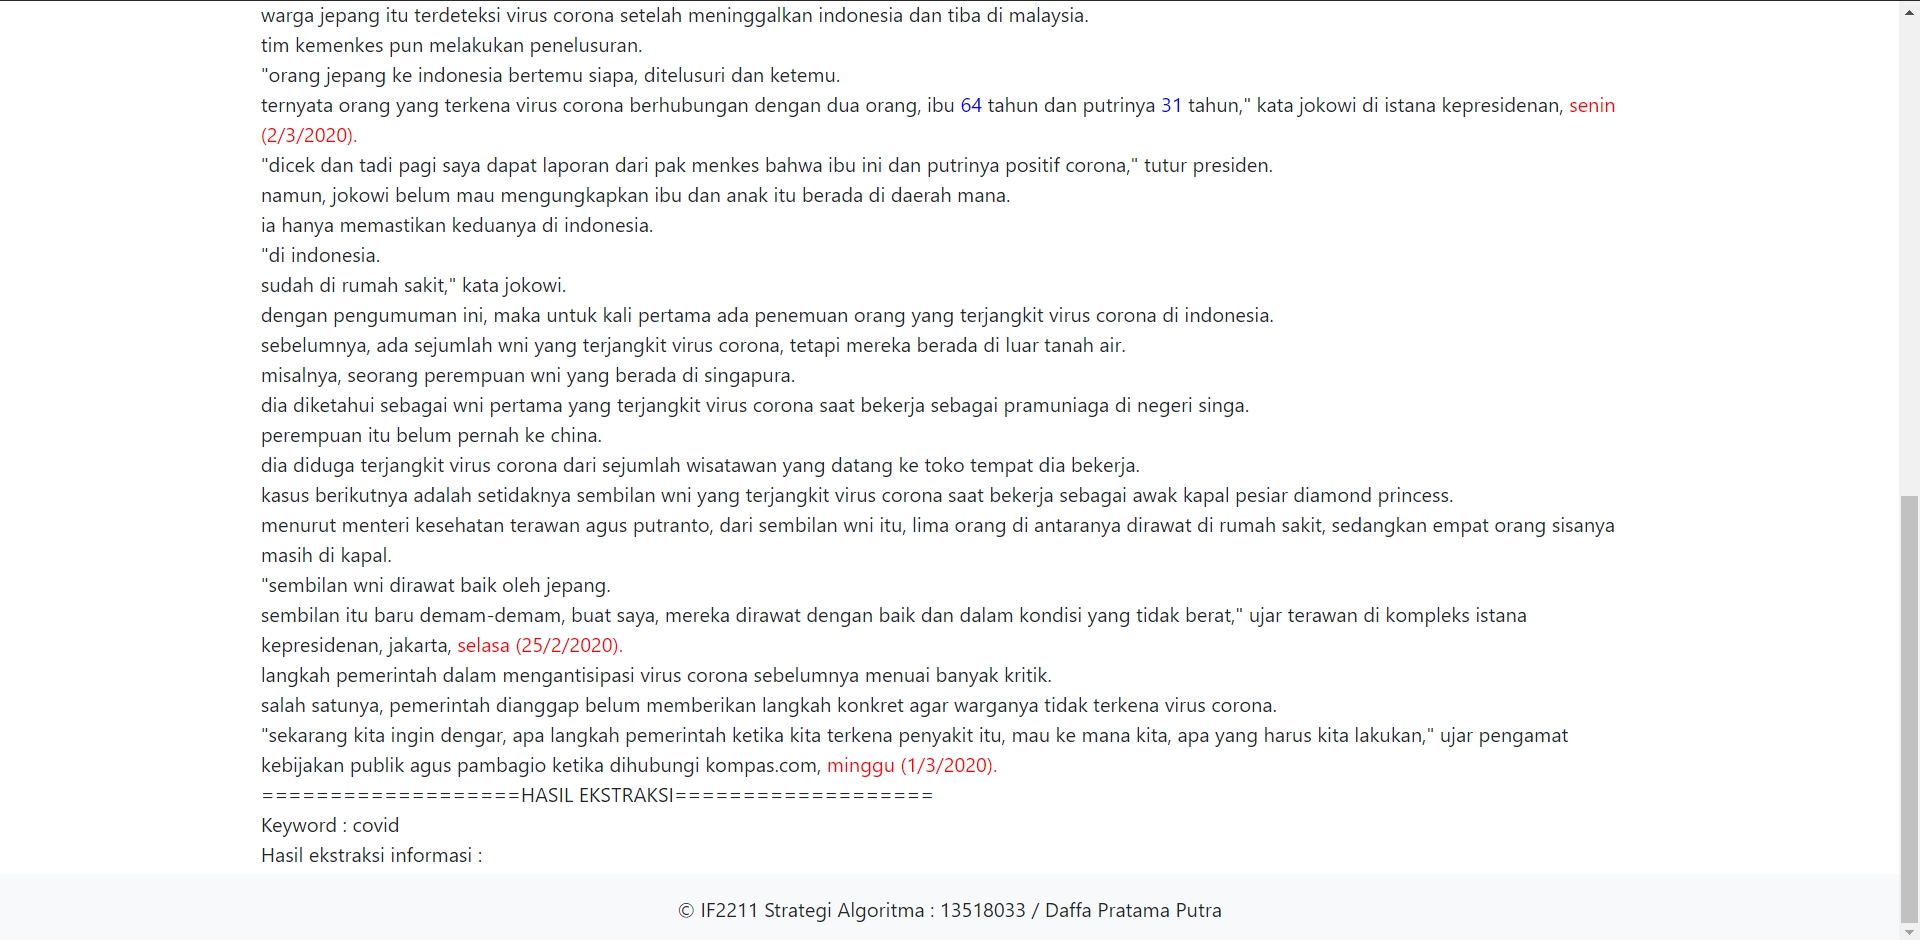 warga jepang itu terdeteksi virus corona setelah meninggalkan indonesia dan tiba di malaysia.
tim kemenkes pun melakukan penelusuran.
"orang jepang ke indonesia bertemu siapa, ditelusuri dan ketemu.
ternyata orang yang terkena virus corona berhubungan dengan dua orang, ibu 64 tahun dan putrinya 31 tahun," kata jokowi di istana kepresidenan, senin
(2/3/2020).
"dicek dan tadi pagi saya dapat laporan dari pak menkes bahwa ibu ini dan putrinya positif corona," tutur presiden.
namun, jokowi belum mau mengungkapkan ibu dan anak itu berada di daerah mana.
ia hanya memastikan keduanya di indonesia.
"di indonesia.
sudah di rumah sakit," kata jokowi.
dengan pengumuman ini, maka untuk kali pertama ada penemuan orang yang terjangkit virus corona di indonesia.
sebelumnya, ada sejumlah wni yang terjangkit virus corona, tetapi mereka berada di luar tanah air.
misalnya, seorang perempuan wni yang berada di singapura.
dia diketahui sebagai wni pertama yang terjangkit virus corona saat bekerja sebagai pramuniaga di negeri singa.
perempuan itu belum pernah ke china.
dia diduga terjangkit virus corona dari sejumlah wisatawan yang datang ke toko tempat dia bekerja.
kasus berikutnya adalah setidaknya sembilan wni yang terjangkit virus corona saat bekerja sebagai awak kapal pesiar diamond princess.
menurut menteri kesehatan terawan agus putranto, dari sembilan wni itu, lima orang di antaranya dirawat di rumah sakit, sedangkan empat orang sisanya
masih di kapal.
"sembilan wni dirawat baik oleh jepang.
sembilan itu baru demam-demam, buat saya, mereka dirawat dengan baik dan dalam kondisi yang tidak berat," ujar terawan di kompleks istana
kepresidenan, jakarta, selasa (25/2/2020).
langkah pemerintah dalam mengantisipasi virus corona sebelumnya menuai banyak kritik.
salah satunya, pemerintah dianggap belum memberikan langkah konkret agar warganya tidak terkena virus corona.
"sekarang kita ingin dengar, apa langkah pemerintah ketika kita terkena penyakit itu, mau ke mana kita, apa yang harus kita lakukan," ujar pengamat
kebijakan publik agus pambagio ketika dihubungi kompas.com, minggu (1/3/2020).
===================HASIL EKSTRAKSI===================
Keyword : covid
Hasil ekstraksi informasi :
© IF2211 Strategi Algoritma : 13518033 / Daffa Pratama Putra